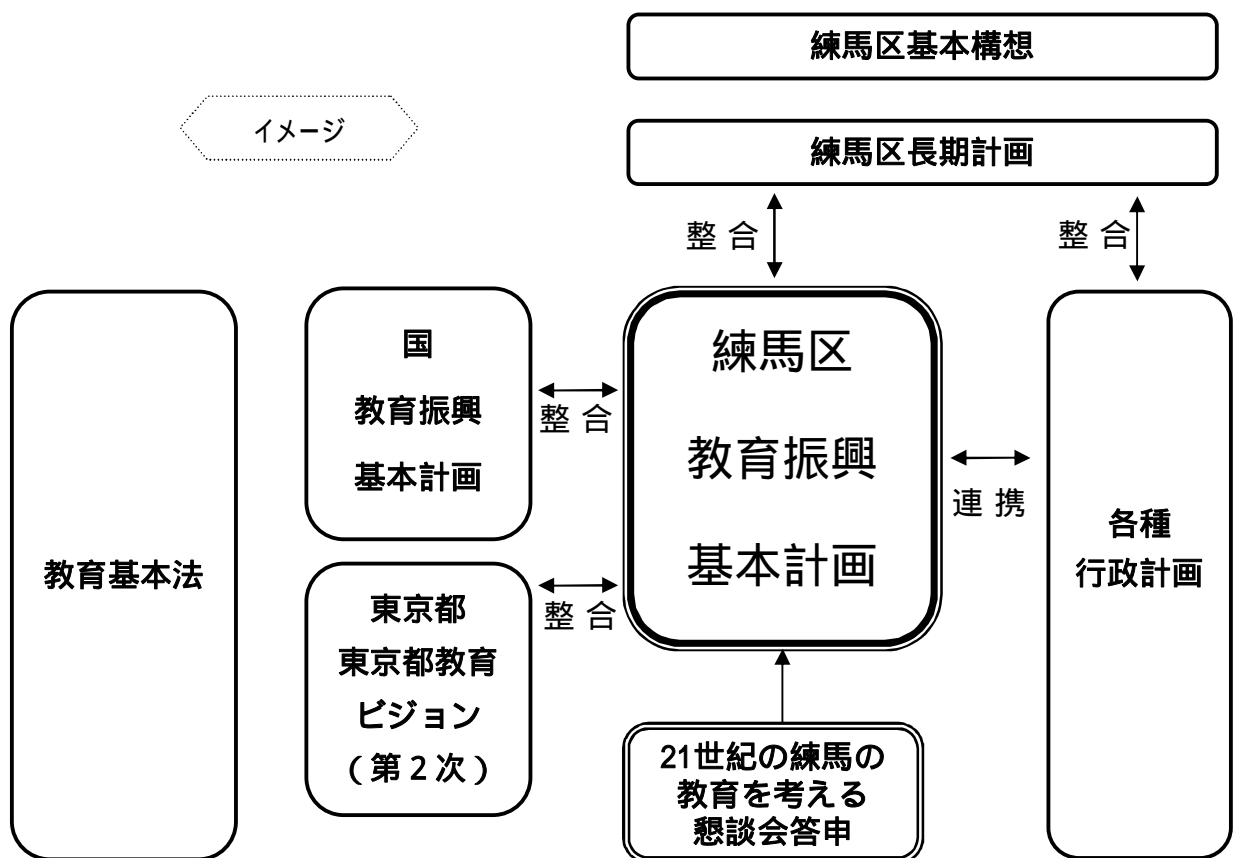 練馬区基本構想
イメージ
練馬区長期計画
整合
整合
教育基本法
国
教育振興
基本計画
整合
東京都
東京都教育
ビジョン
（第２次）
整合
練馬区
教育振興
基本計画
連携
各種
行政計画
21世紀の練馬の
教育を考える
懇談会答申